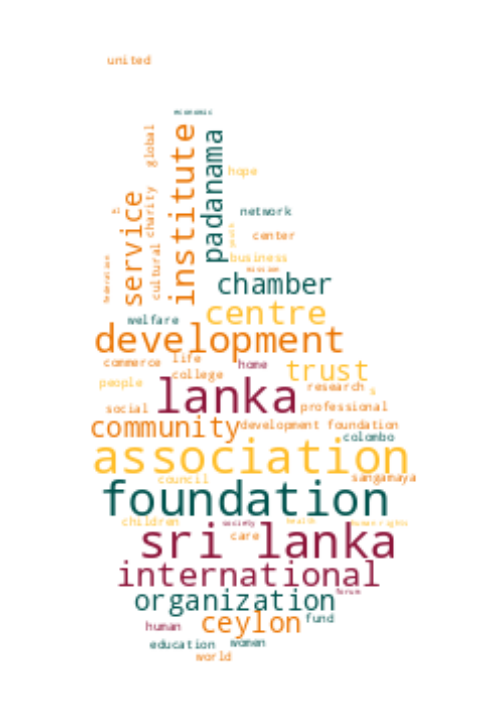 united
economic
global
institute
padanama
hope
service
charity
network
cultural
youth
center
business
mission
federation
chamber
centre
welfare
development
commerce
life
home
trust
people
college
research
s
lanka
social
professional
community
development foundation
colombo
association
council
sangamaya
foundation
children
society
health
human rights
sri lanka
care
international
forum
organization
ceylon
fund
human
education
women
world